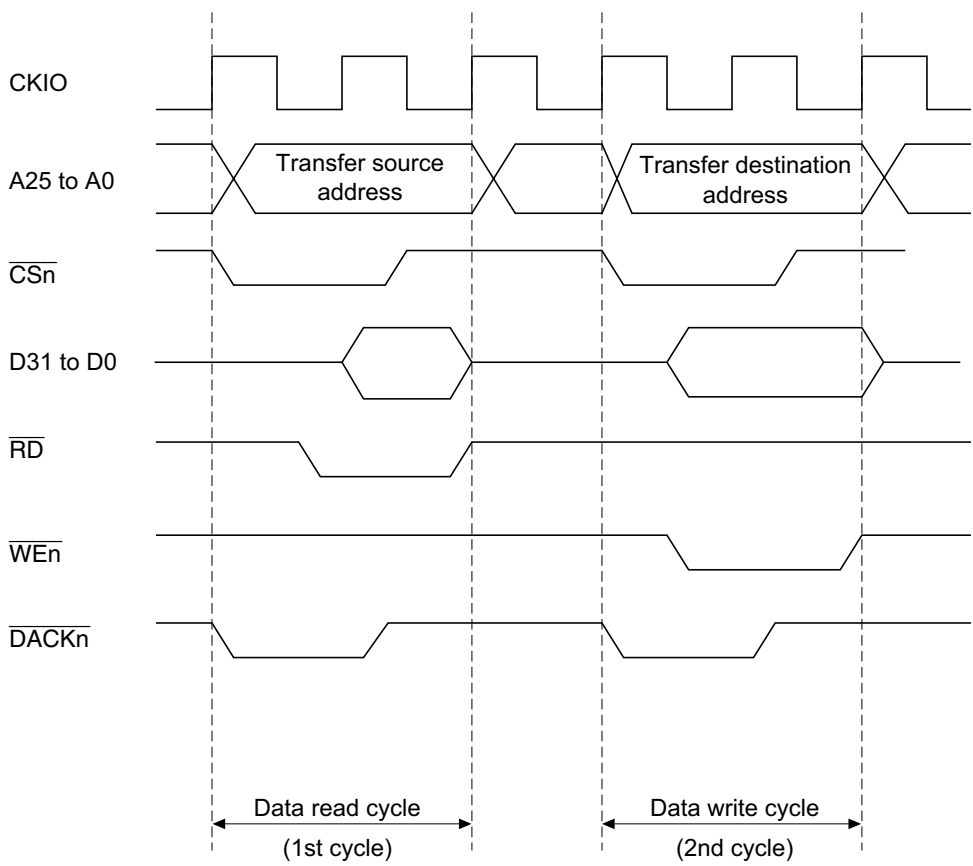 CKIO
A25 to A0
Transfer source
address
Transfer destination
address
CSn
D31 to D0
RD
WEn
DACKn
Data read cycle
(1st cycle)
Data write cycle
(2nd cycle)